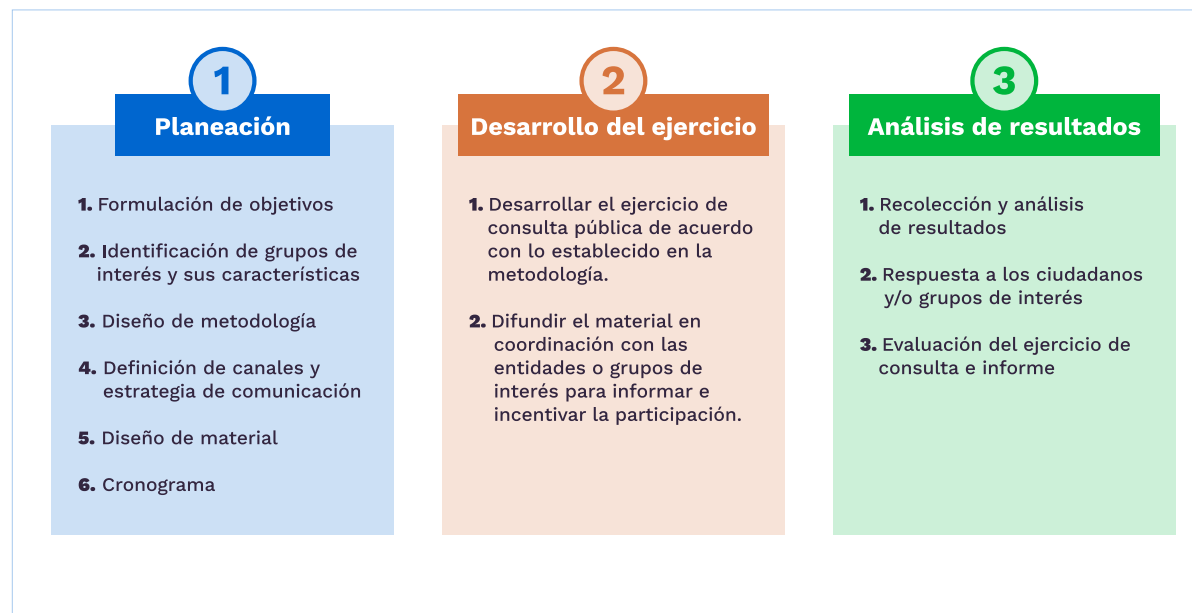 1
Planeación
1. Formulación de objetivos
2. Identificación de grupos de
interés y sus características
3. Diseño de metodología
4. Definición de canales y
estrategia de comunicación
5. Diseño de material
6. Cronograma
2
Desarrollo del ejercicio
1. Desarrollar el ejercicio de
consulta pública de acuerdo
con lo establecido en la
metodología.
2. Difundir el material en
coordinación con las
entidades o grupos de
interés para informar e
incentivar la participación.
3
Análisis de resultados
1. Recolección y análisis
de resultados
2. Respuesta a los ciudadanos
y/o grupos de interés
3. Evaluación del ejercicio de
consulta e informe